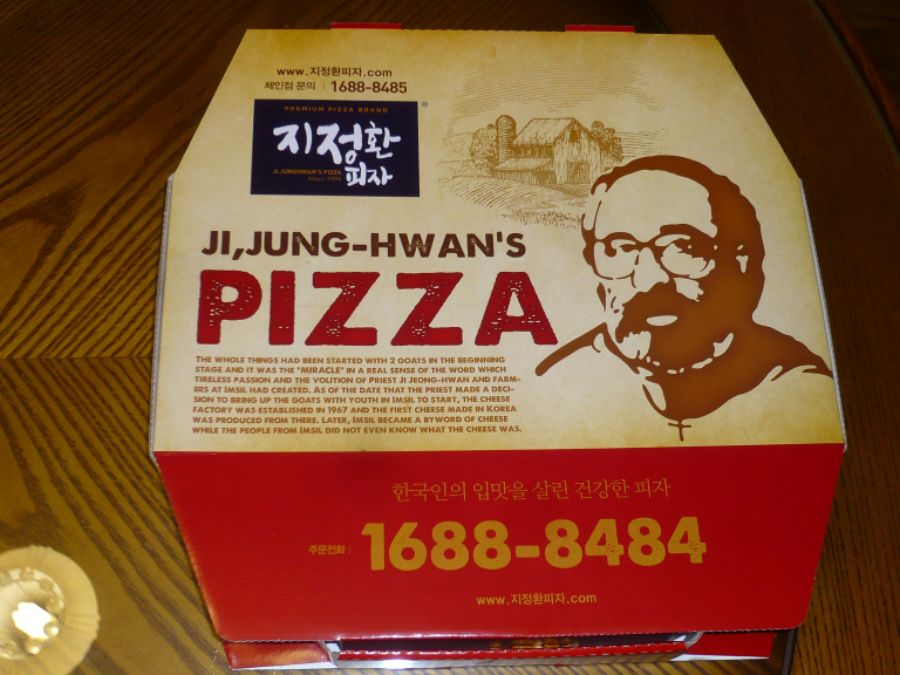 www.지정환피자.com
체인점 문의 | 1688-8485
PREMIUM PIZZA BRAND
®
지정환
JI,JUNGHWAN'S PIZZA
Since 1999
피자
JI,JUNG-HWAN'S
PIZZA
THE WHOLE THINGS HAD BEEN STARTED WITH 2 GOATS IN THE BEGINNING
STAGE AND IT WAS THE "MIRACLE" IN A REAL SENSE OF THE WORD WHICH
TIRELESS PASSION AND THE VOLITION OF PRIEST JI JEONG-HWAN AND FARM-
ERS AT IMSIL HAD CREATED. AS OF THE DATE THAT THE PRIEST MADE A DECI-
SION TO BRING UP THE GOATS WITH YOUTH IN IMSIL TO START, THE CHEESE
FACTORY WAS ESTABLISHED IN 1967 AND THE FIRST CHEESE MADE IN KOREA
WAS PRODUCED FROM THERE. LATER, IMSIL BECAME A BYWORD OF CHEESE
WHILE THE PEOPLE FROM IMSIL DID NOT EVEN KNOW WHAT THE CHEESE WAS.
한국인의 입맛을 살린 건강한 피자
주문전화 | 1688-8484
www.지정환피자.com